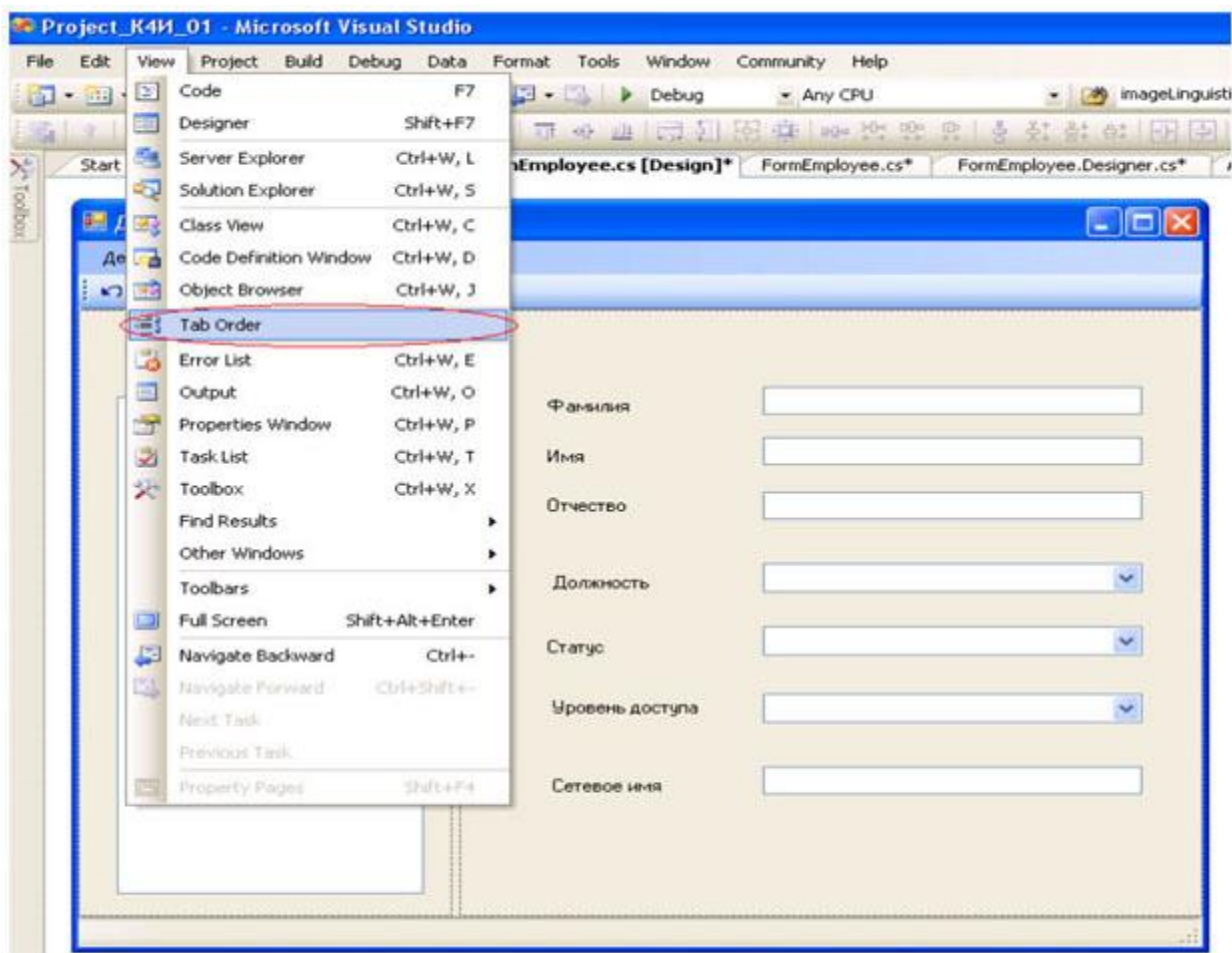 Project_К4И_01 - Microsoft Visual Studio
File Edit View Project Build Debug Data Format Tools Window Community Help
Debug Any CPU imageLinguisti
Toolbox
Start
mEmployee.cs [Design]* FormEmployee.cs* FormEmployee.Designer.cs*
Code F7
Designer Shift+F7
Server Explorer Ctrl+W, L
Solution Explorer Ctrl+W, S
Class View Ctrl+W, C
Code Definition Window Ctrl+W, D
Object Browser Ctrl+W, J
Tab Order
Error List Ctrl+W, E
Output Ctrl+W, O
Properties Window Ctrl+W, P
Task List Ctrl+W, T
Toolbox Ctrl+W, X
Find Results
Other Windows
Toolbars
Full Screen Shift+Alt+Enter
Navigate Backward Ctrl+-
Navigate Forward Ctrl+Shift+-
Next Task
Previous Task
Property Pages Shift+F4
Де
Фамилия
Имя
Отчество
Должность
Статус
Уровень доступа
Сетевое имя